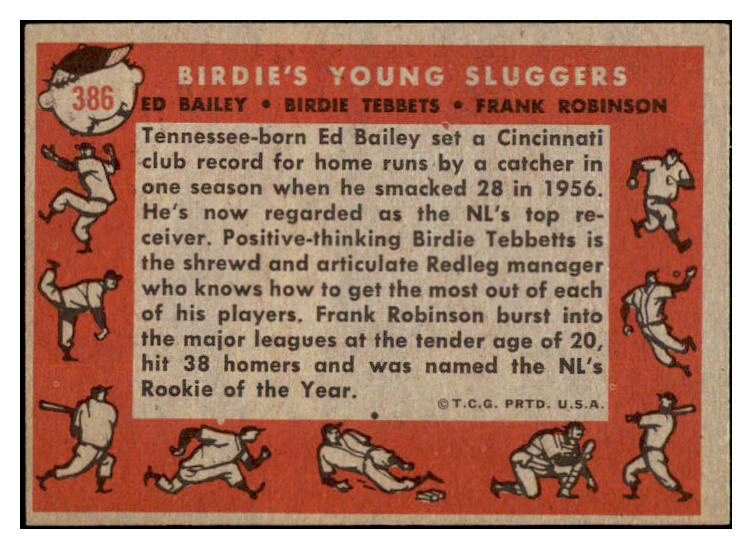 386
BIRDIE'S YOUNG SLUGGERS
ED BAILEY • BIRDIE TEBBETS • FRANK ROBINSON
Tennessee-born Ed Bailey set a Cincinnati
club record for home runs by a catcher in
one season when he smacked 28 in 1956.
He's now regarded as the NL's top re-
ceiver. Positive-thinking Birdie Tebbetts is
the shrewd and articulate Redleg manager
who knows how to get the most out of each
of his players. Frank Robinson burst into
the major leagues at the tender age of 20,
hit 38 homers and was named the NL's
Rookie of the Year.
© T.C.G. PRTD. U.S.A.